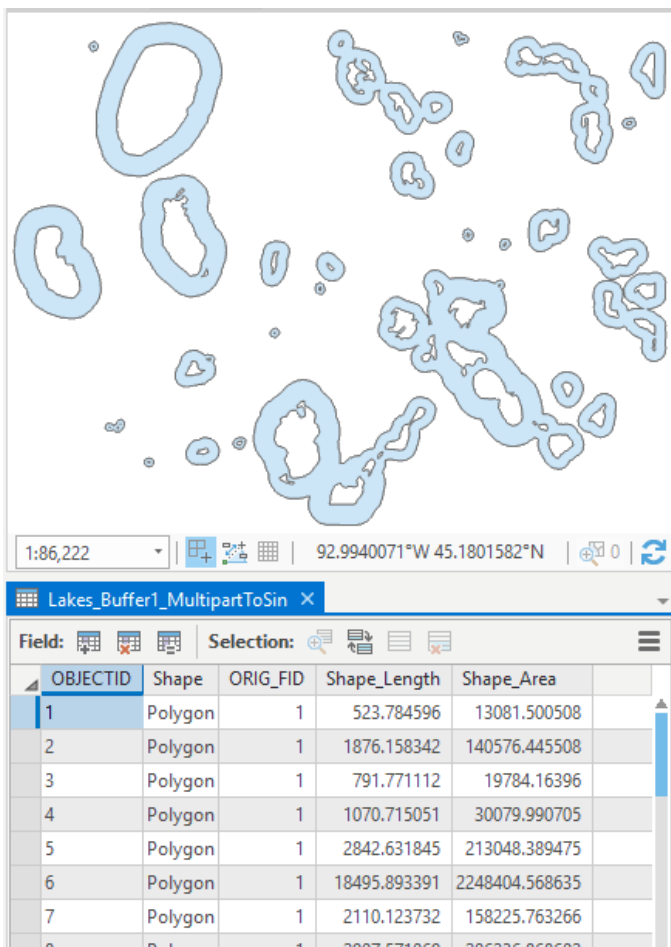 1:86,222 92.9940071°W 45.1801582°N 0
Lakes_Buffer1_MultipartToSin
Field: Selection:
OBJECTID Shape ORIG_FID Shape_Length Shape_Area
1 Polygon 1 523.784596 13081.500508
2 Polygon 1 1876.158342 140576.445508
3 Polygon 1 791.771112 19784.16396
4 Polygon 1 1070.715051 30079.990705
5 Polygon 1 2842.631845 213048.389475
6 Polygon 1 18495.893391 2248404.568635
7 Polygon 1 2110.123732 158225.763266